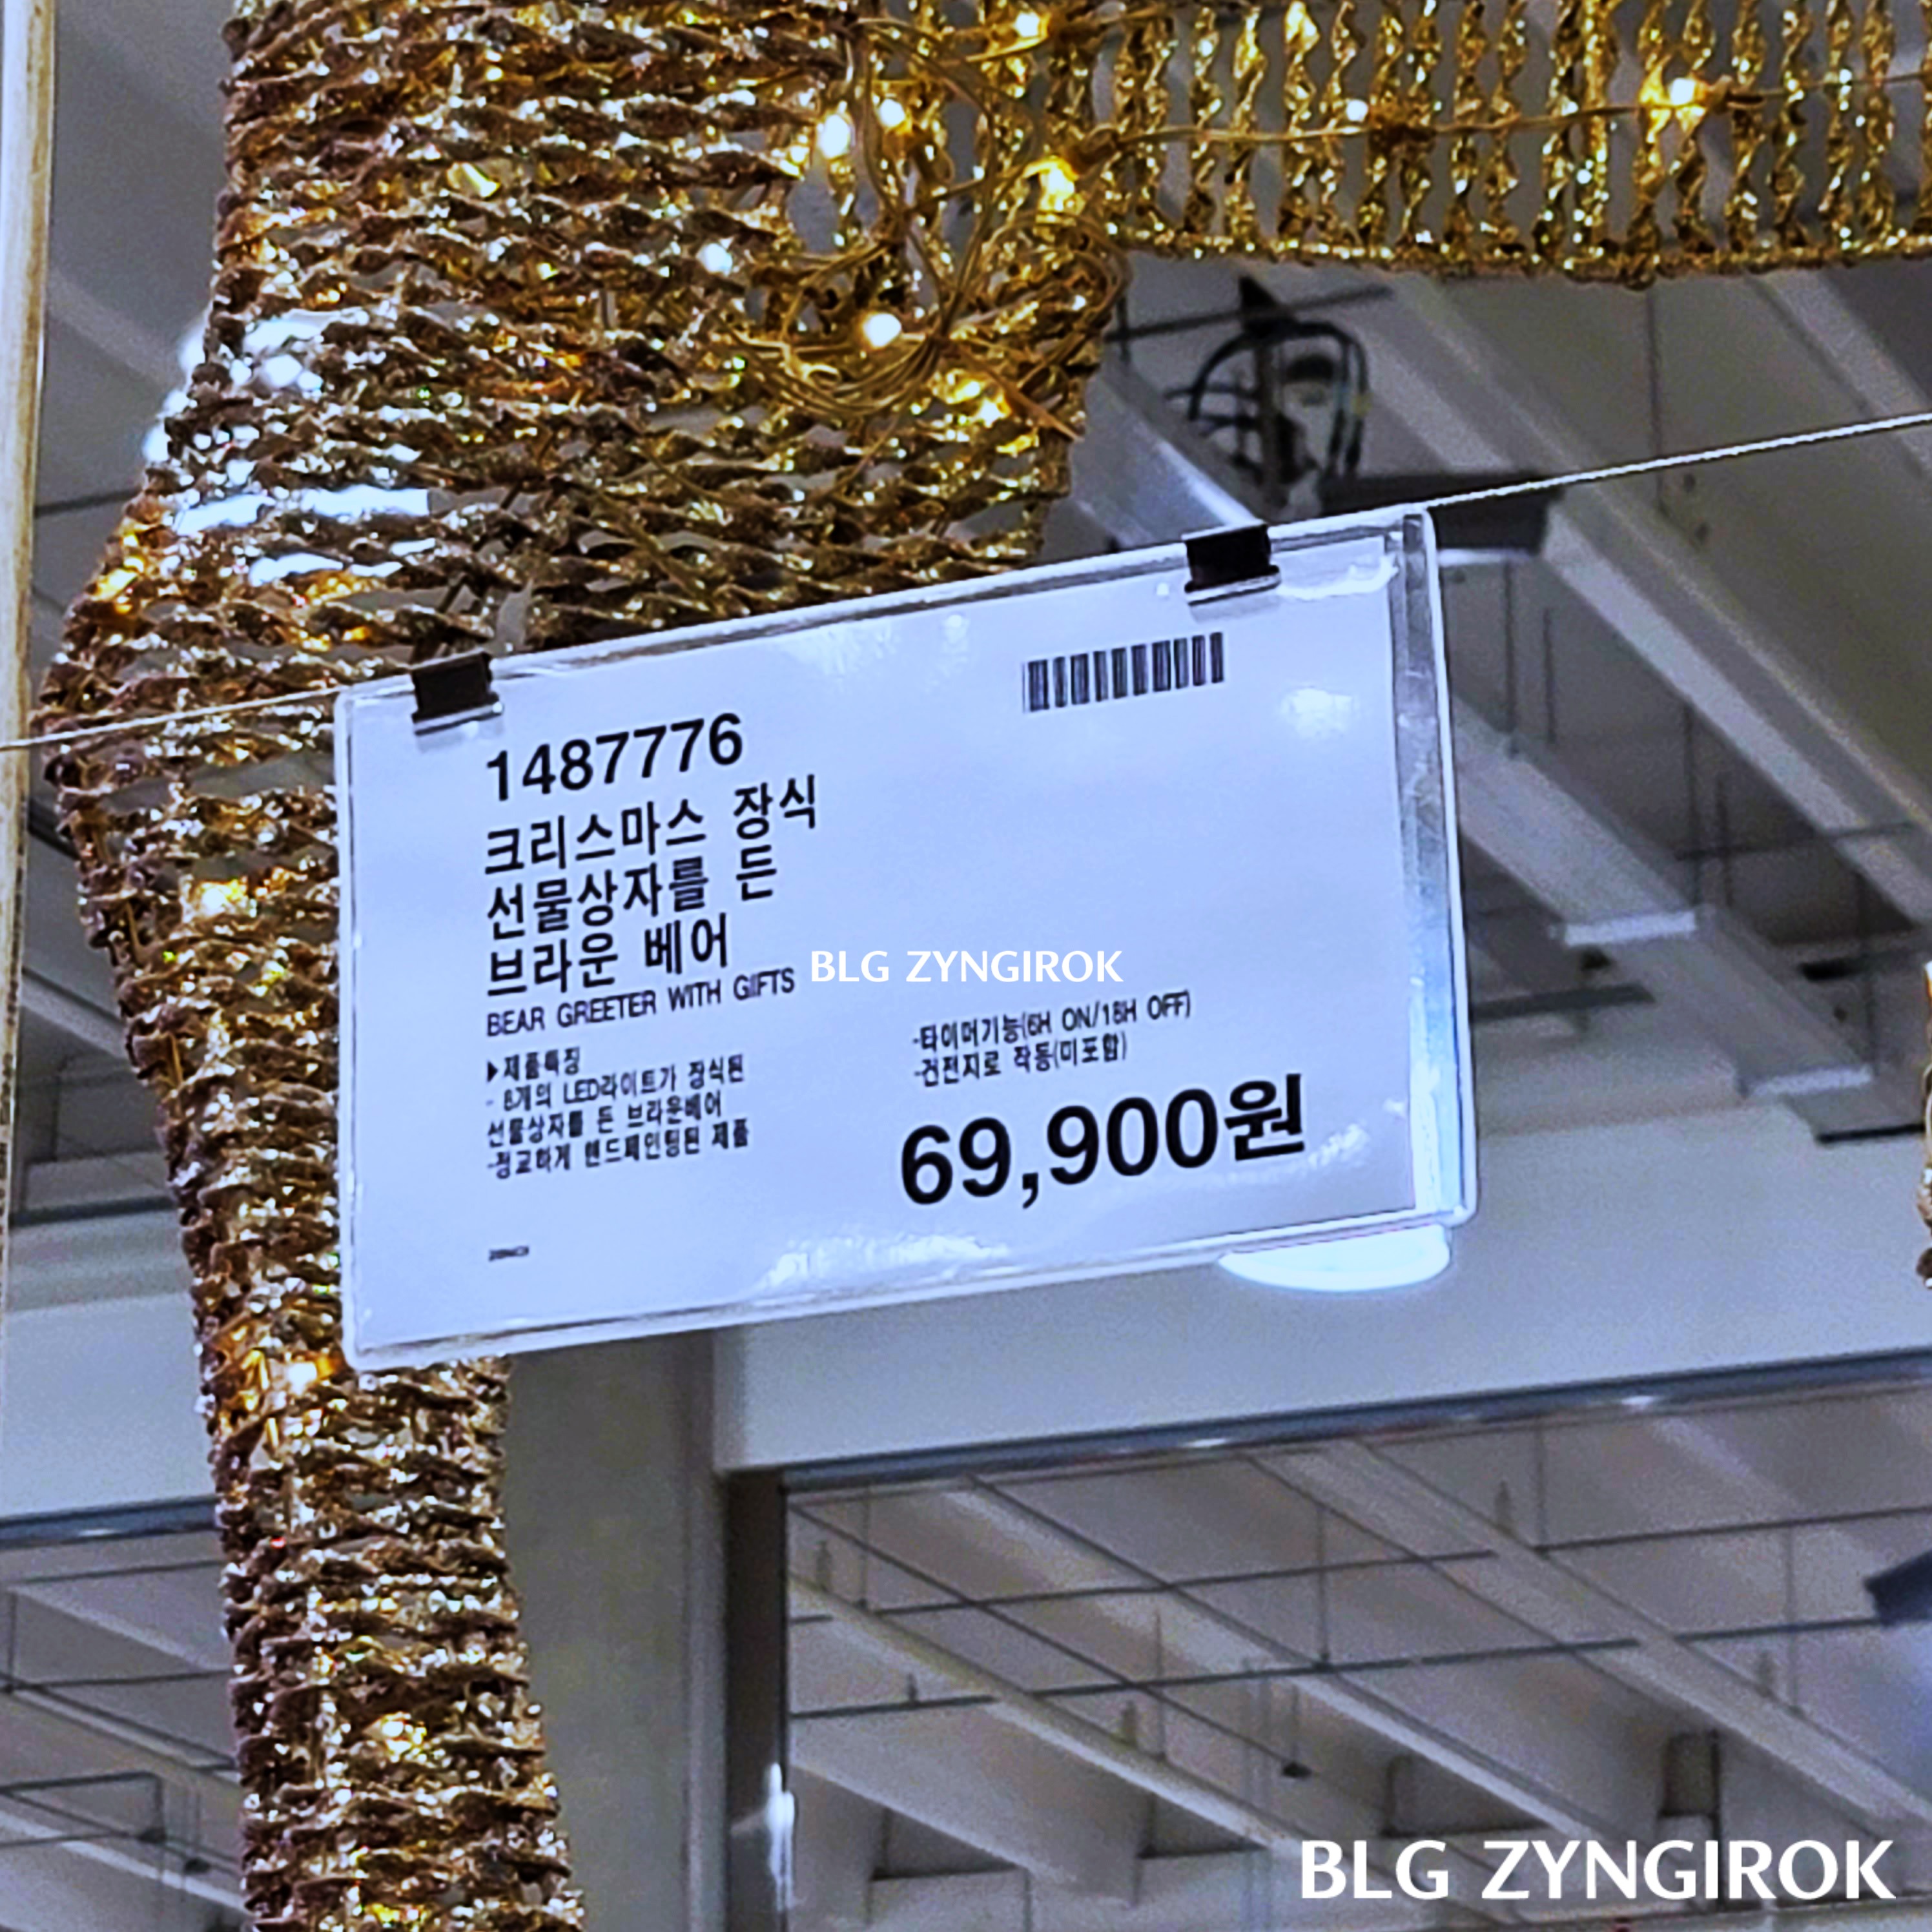 1487776
크리스마스 장식
선물상자를 든
브라운 베어
BEAR GREETER WITH GIFTS
▶제품특징
- 8개의 LED라이트가 장식된
선물상자를 든 브라운베어
-정교하게 핸드페인팅된 제품
-타이머기능(6H ON/18H OFF)
-건전지로 작동(미포함)
69,900원
BLG ZYNGIROK
BLG ZYNGIROK